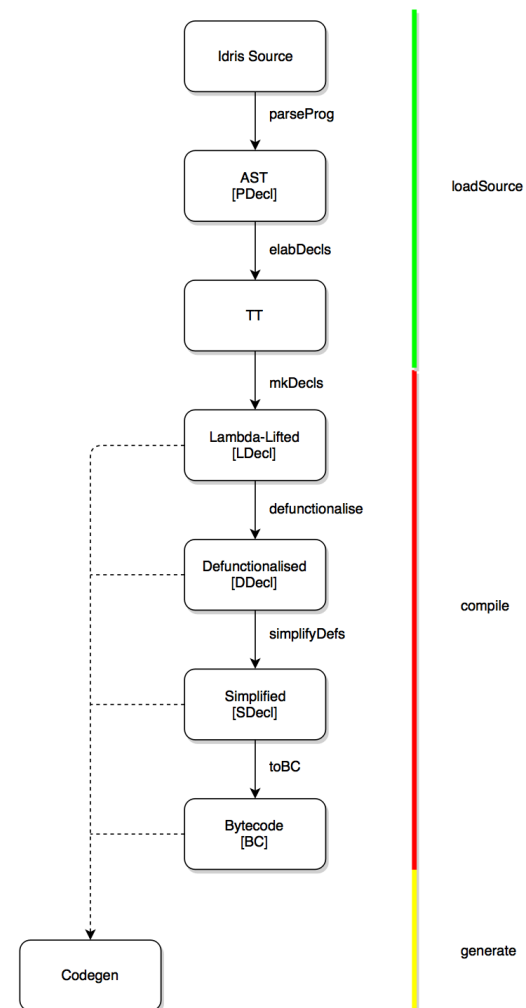 Idris Source
parseProg
AST
[PDecl]
loadSource
elabDecls
TT
mkDecls
Lambda-Lifted
[LDecl]
defunctionalise
Defunctionalised
[DDecl]
compile
simplifyDefs
Simplified
[SDecl]
toBC
Bytecode
[BC]
generate
Codegen